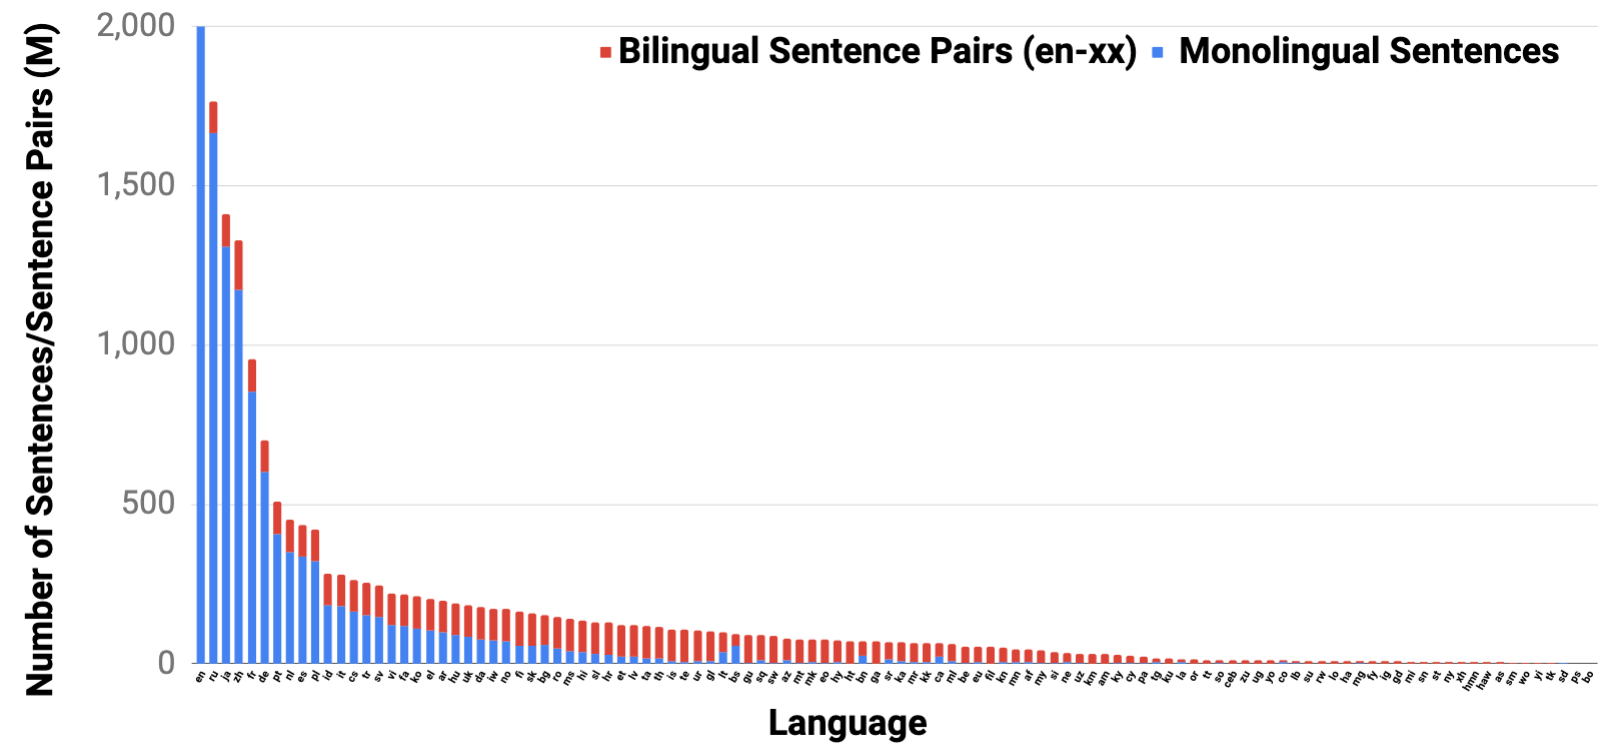 Number of Sentences/Sentence Pairs (M)
2,000
1,500
1,000
500
0
Bilingual Sentence Pairs (en-xx) Monolingual Sentences
en ru ja zh fr de pt nl es pl id it cs tr sv vi fa ko el ar hu uk da iw no fi sk bg ro ms hi sl hr et lv ta th is te ur gl lt bs gu sq sw az mt mk eo hy ht bn ga sr ka mr kk ca ml be eu fil kn mn af my si ne uz km am ky cy pa tg ku la or tt so ceb zu ug yo co lb su rw lo ha mg fy ig gd mi sn st ny xh hmn haw as sm wo yi tk sd ps bo
Language